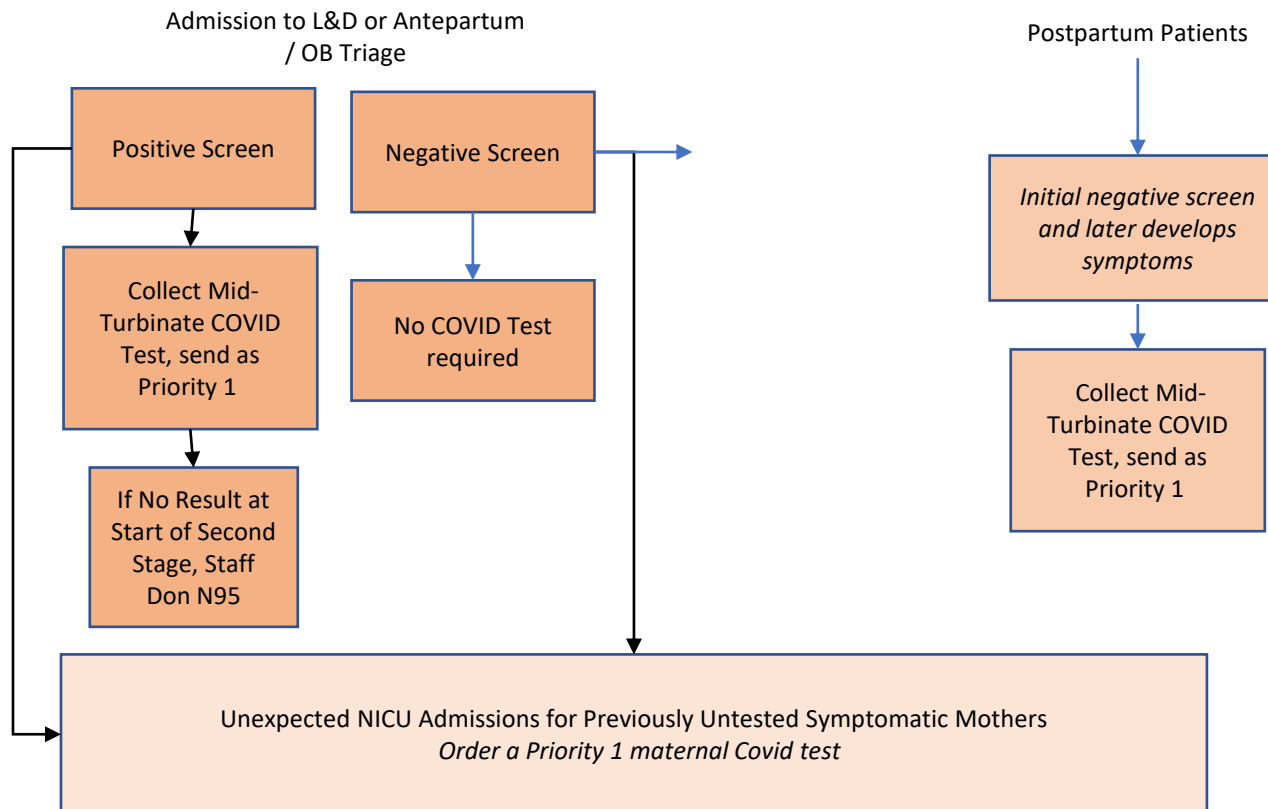 Admission to L&D or Antepartum
/ OB Triage
Postpartum Patients
Positive Screen
Negative Screen
Initial negative screen
and later develops
symptoms
Collect Mid-
Turbinate COVID
Test, send as
Priority 1
No COVID Test
required
Collect Mid-
Turbinate COVID
Test, send as
Priority 1
If No Result at
Start of Second
Stage, Staff
Don N95
Unexpected NICU Admissions for Previously Untested Symptomatic Mothers
Order a Priority 1 maternal Covid test